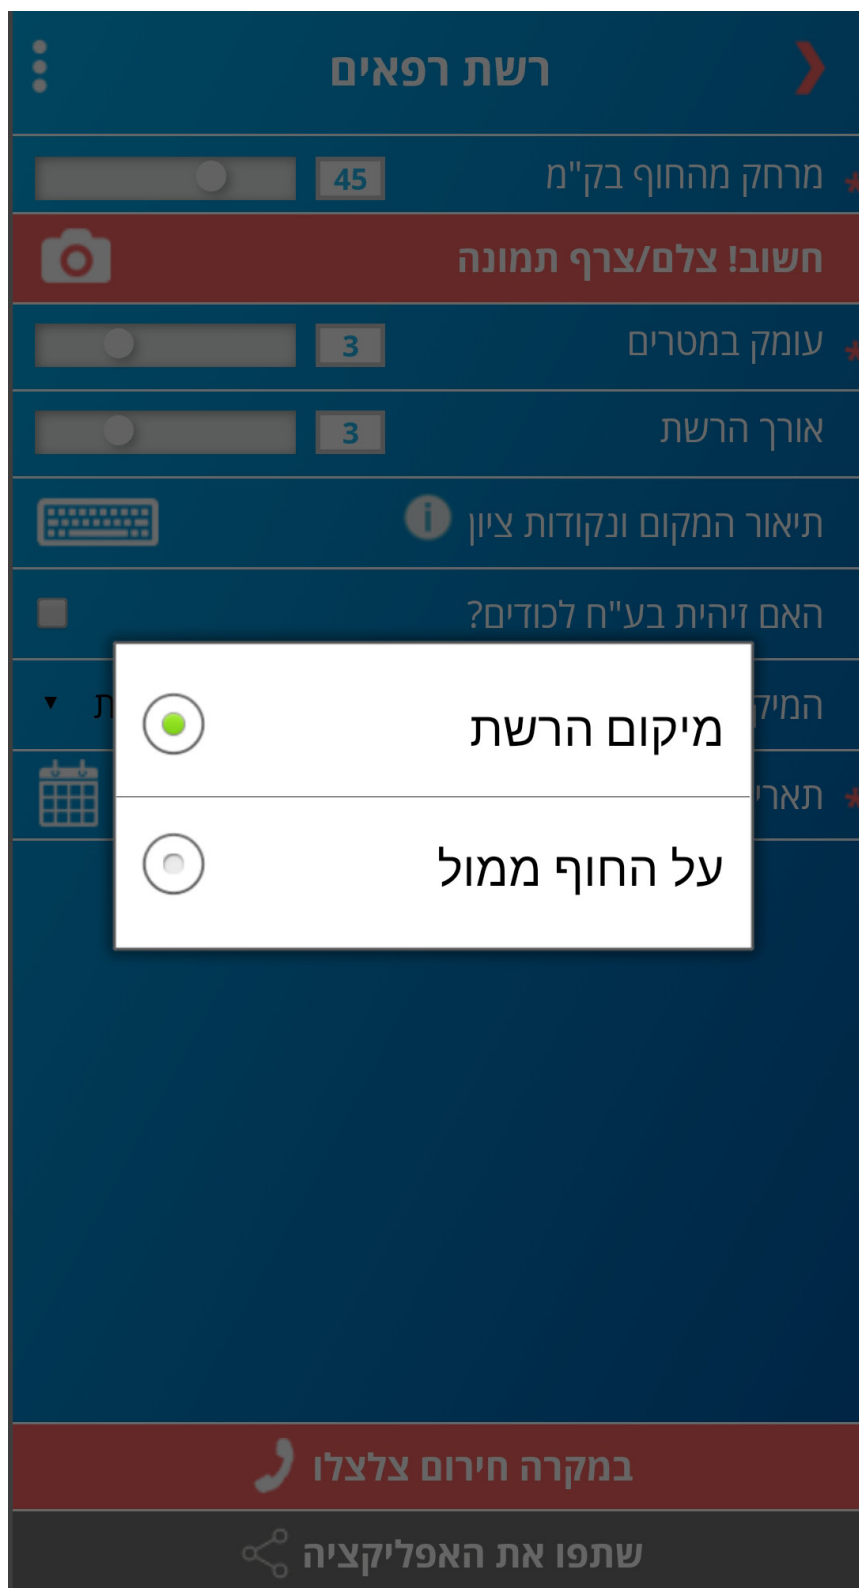 רשת רפאים
מרחק מהחוף בק"מ 45
חשוב! צלם/צרף תמונה
עומק במטרים 3
אורך הרשת 3
תיאור המקום ונקודות ציון
האם זיהית בע"ח לכודים?
מיקום הרשת
על החוף ממול
במקרה חירום צלצלו
שתפו את האפליקציה